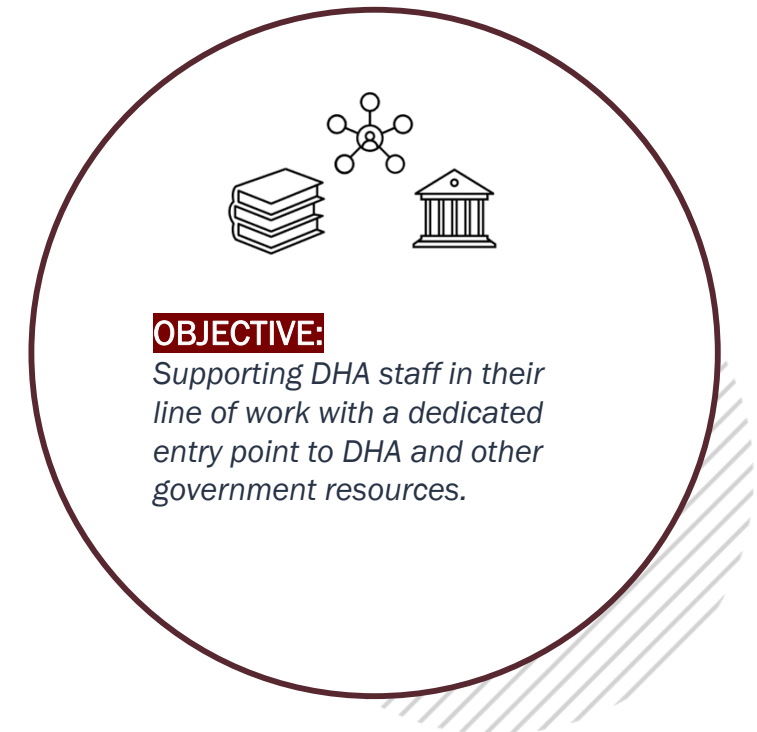 OBJECTIVE:
Supporting DHA staff in their
line of work with a dedicated
entry point to DHA and other
government resources.